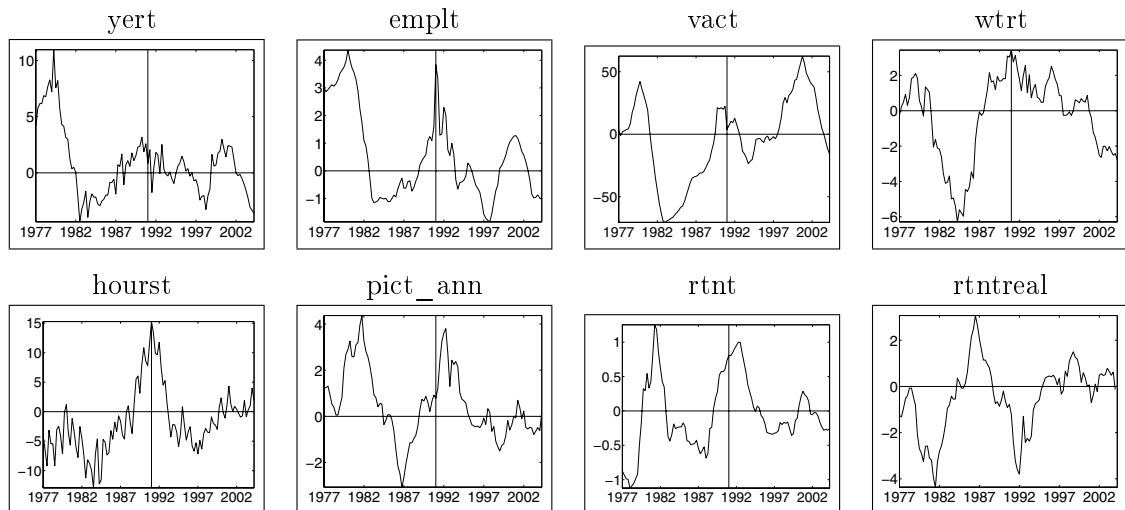 yert emplt vact wtrt
10 4 50 4
3 2
5 2 0 0
1 −2
0 0 −50 −4
−1 −6
1977 1982 1987 1992 1997 2002 1977 1982 1987 1992 1997 2002 1977 1982 1987 1992 1997 2002 1977 1982 1987 1992 1997 2002
hourst pict_ann rtnt rtntreal
15 4 1 2
10 2 0.5 0
5 0 0 −2
0 −2 −0.5 −4
−5 −1
−10
1977 1982 1987 1992 1997 2002 1977 1982 1987 1992 1997 2002 1977 1982 1987 1992 1997 2002 1977 1982 1987 1992 1997 2002